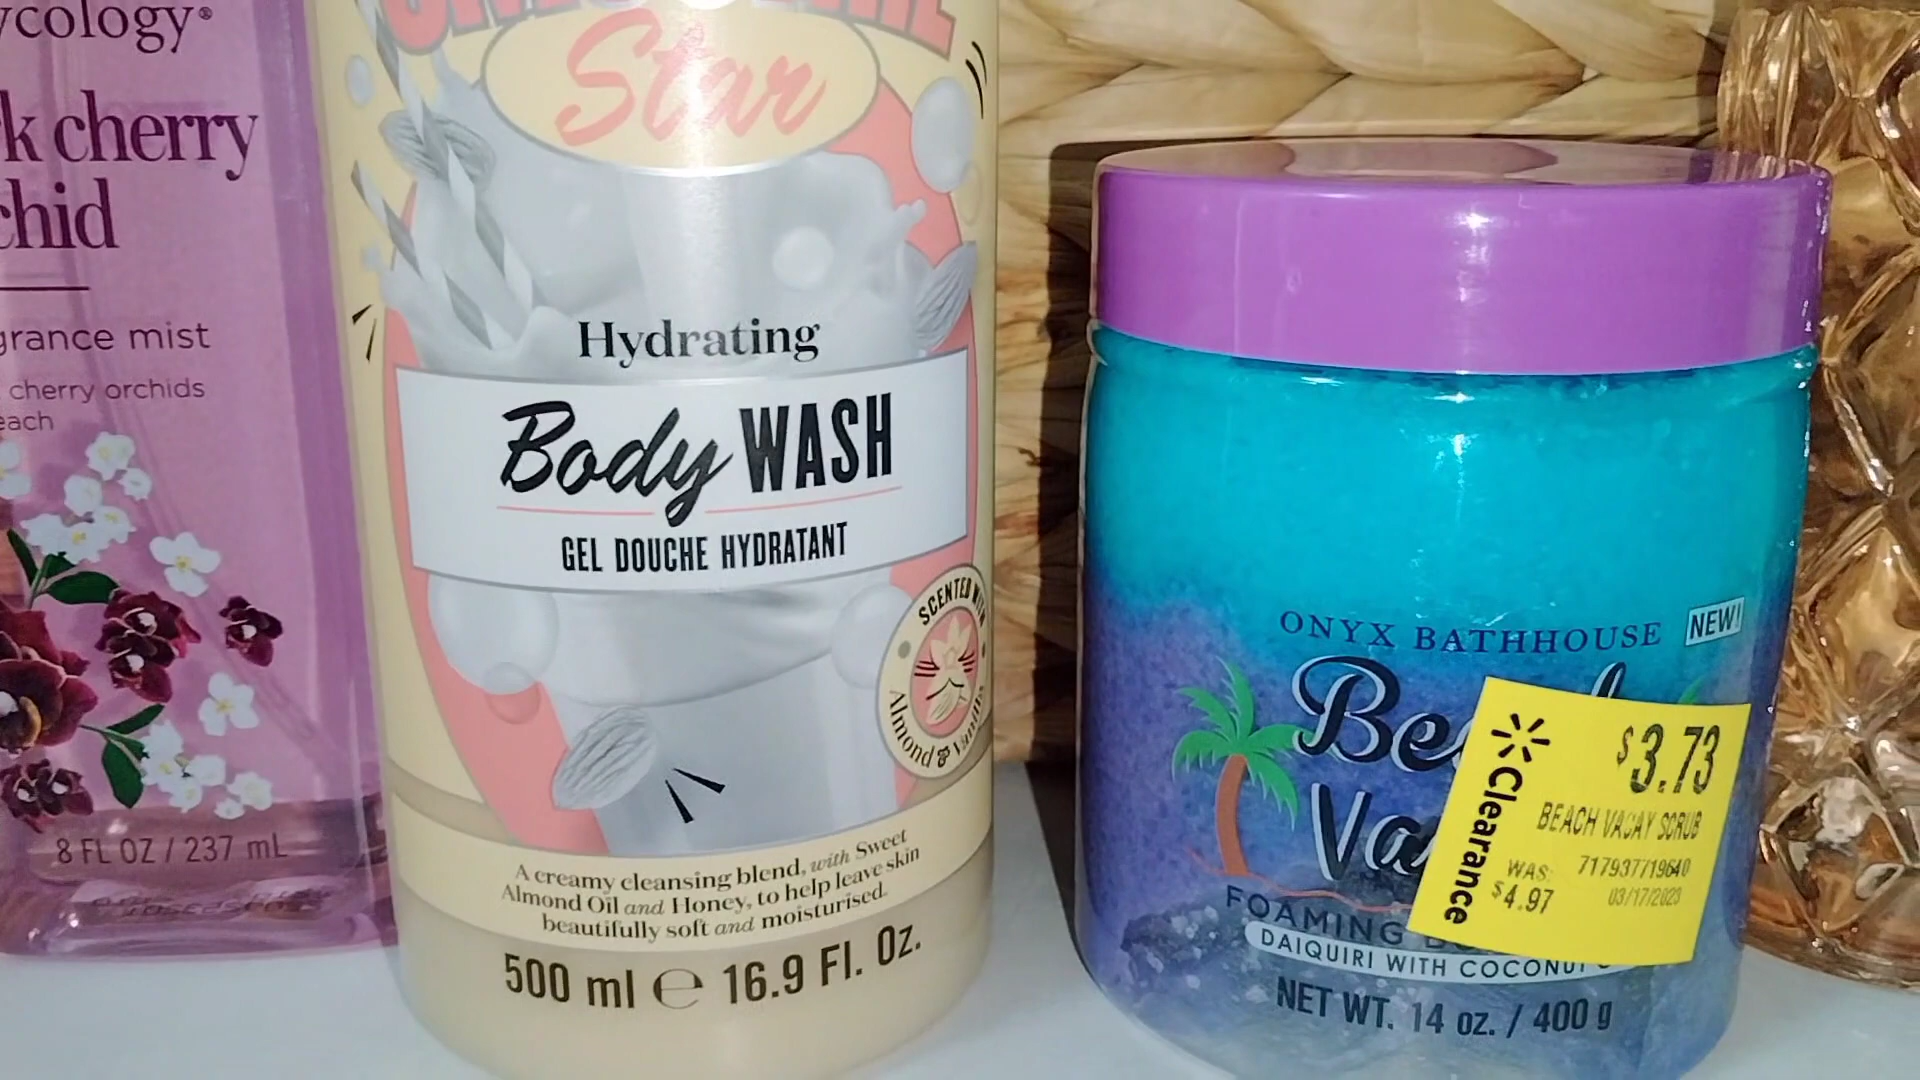 ycology®
k cherry
chid
grance mist
cherry orchids
each
8 FL OZ / 237 mL
Star
Hydrating
Body WASH
GEL DOUCHE HYDRATANT
SCENTED WITH
Almond & Vanilla
A creamy cleansing blend, with Sweet
Almond Oil and Honey, to help leave skin
beautifully soft and moisturised.
500 ml ℮ 16.9 Fl. Oz.
ONYX BATHHOUSE
NEW!
Be
Va
FOAMING
DAIQUIRI WITH COCONUT
NET WT. 14 oz. / 400 g
Clearance
$3.73
BEACH VACAY SCRUB
WAS: 717937719640
$4.97 03/17/2023